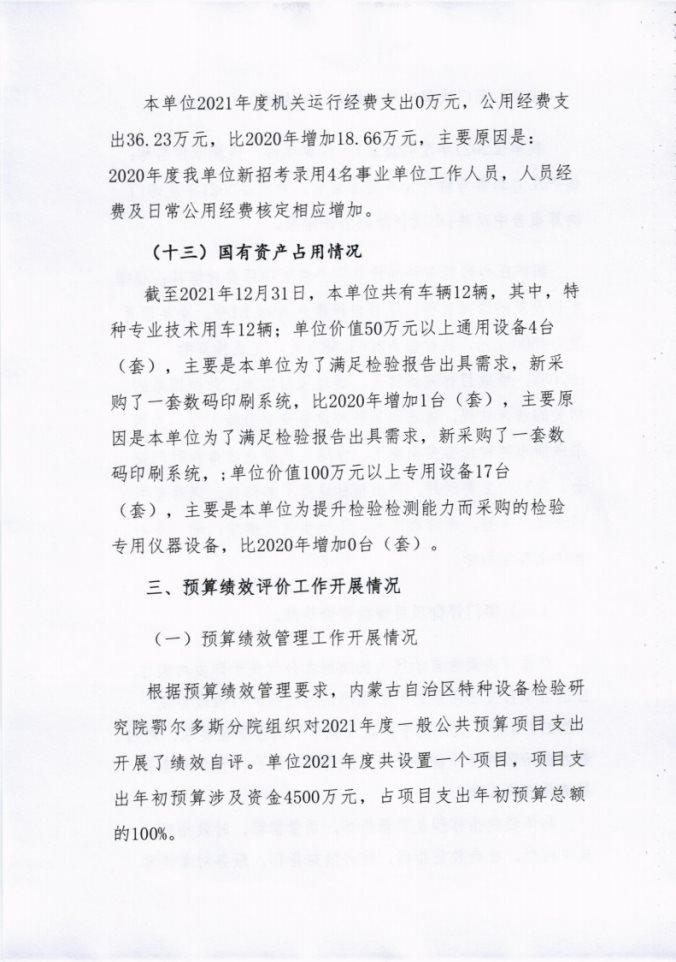 本单位2021年度机关运行经费支出0万元，公用经费支
出36.23万元，比2020年增加18.66万元，主要原因是：
2020年度我单位新招考录用4名事业单位工作人员，人员经
费及日常公用经费核定相应增加。
（十三）国有资产占用情况
截至2021年12月31日，本单位共有车辆12辆，其中，特
种专业技术用车12辆；单位价值50万元以上通用设备4台
（套），主要是本单位为了满足检验报告出具需求，新采
购了一套数码印刷系统，比2020年增加1台（套），主要原
因是本单位为了满足检验报告出具需求，新采购了一套数
码印刷系统，;单位价值100万元以上专用设备17台
（套），主要是本单位为提升检验检测能力而采购的检验
专用仪器设备，比2020年增加0台（套）。
三、预算绩效评价工作开展情况
（一）预算绩效管理工作开展情况
根据预算绩效管理要求，内蒙古自治区特种设备检验研
究院鄂尔多斯分院组织对2021年度一般公共预算项目支出
开展了绩效自评。单位2021年度共设置一个项目，项目支
出年初预算涉及资金4500万元，占项目支出年初预算总额
的100%。